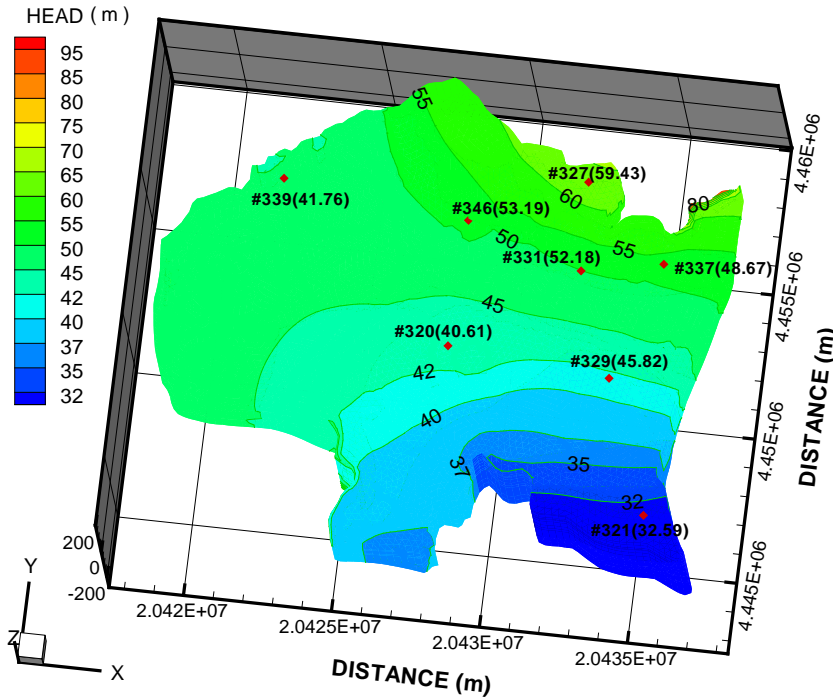 HEAD ( m )
95
85
80
75
70
65
60
55
50
45
42
40
37
35
32
55
#327(59.43)
60
80
#339(41.76)
#346(53.19)
50
55
#331(52.18)
#337(48.67)
45
#320(40.61)
#329(45.82)
42
40
37
35
32
#321(32.59)
4.46E+06
4.455E+06
4.45E+06
4.445E+06
DISTANCE (m)
200
0
-200
2.042E+07
2.0425E+07
2.043E+07
2.0435E+07
DISTANCE (m)
Y
Z
X